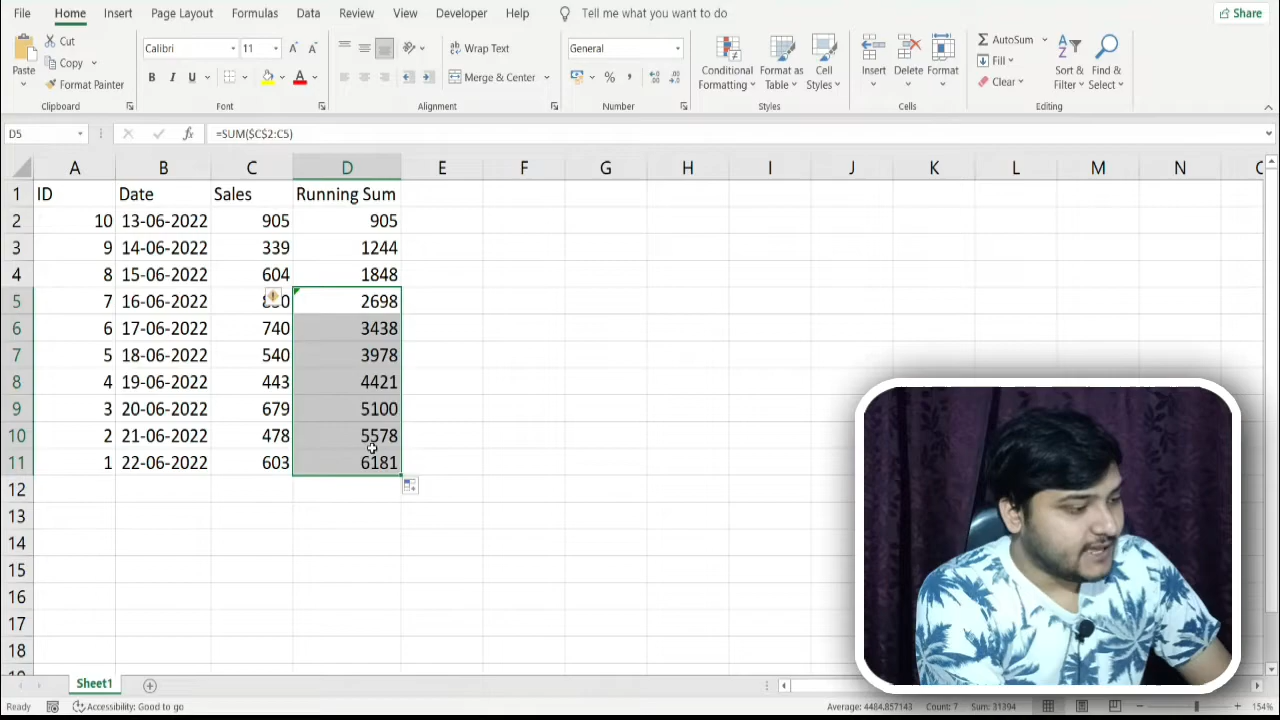 File Home Insert Page Layout Formulas Data Review View Developer Help Tell me what you want to do Share
Paste
Cut
Copy
Format Painter
Clipboard
Calibri 11
B I U
Font
Wrap Text
Merge & Center
Alignment
General
Number
Conditional Formatting
Format as Table
Cell Styles
Styles
Insert Delete Format
Cells
AutoSum
Fill
Clear
Sort & Filter
Find & Select
Editing
D5 fx =SUM($C$2:C5)
A B C D E F G H I J K L M N
1 ID Date Sales Running Sum
2 10 13-06-2022 905 905
3 9 14-06-2022 339 1244
4 8 15-06-2022 604 1848
5 7 16-06-2022 2698
6 6 17-06-2022 740 3438
7 5 18-06-2022 540 3978
8 4 19-06-2022 443 4421
9 3 20-06-2022 679 5100
10 2 21-06-2022 478 5578
11 1 22-06-2022 603 6181
12
13
14
15
16
17
18
Sheet1
Ready Accessibility: Good to go Average: 4484.857143 Count: 7 Sum: 31394 154%